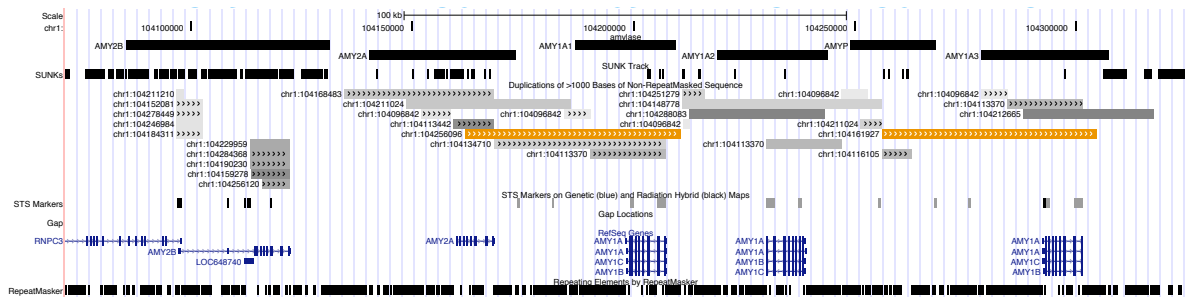 Scale 100 kb
chr1: 104100000 104150000 104200000 104250000 104300000
amylase
AMY2B AMY1A1 AMYP
AMY2A AMY1A2 AMY1A3
SUNK Track
SUNKs
Duplications of >1000 Bases of Non-RepeatMasked Sequence
chr1:104211210 chr1:104168483 chr1:104251279 chr1:104096842 chr1:104096842
chr1:104152081 chr1:104211024 chr1:104148778 chr1:104113370
chr1:104278449 chr1:104096842 chr1:104096842 chr1:104288083 chr1:104212665
chr1:104246984 chr1:104113442 chr1:104096842 chr1:104211024
chr1:104184311 chr1:104256096 chr1:104161927
chr1:104229959 chr1:104134710 chr1:104113370
chr1:104284368 chr1:104113370 chr1:104116105
chr1:104190230
chr1:104159278
chr1:104256120
STS Markers on Genetic (blue) and Radiation Hybrid (black) Maps
STS Markers
Gap Locations
Gap
RefSeq Genes
RNPC3 AMY2A AMY1A AMY1A AMY1A
AMY2B AMY1A AMY1A AMY1A
LOC648740 AMY1C AMY1C AMY1C
AMY1B AMY1B AMY1B
Repeating Elements by RepeatMasker
RepeatMasker